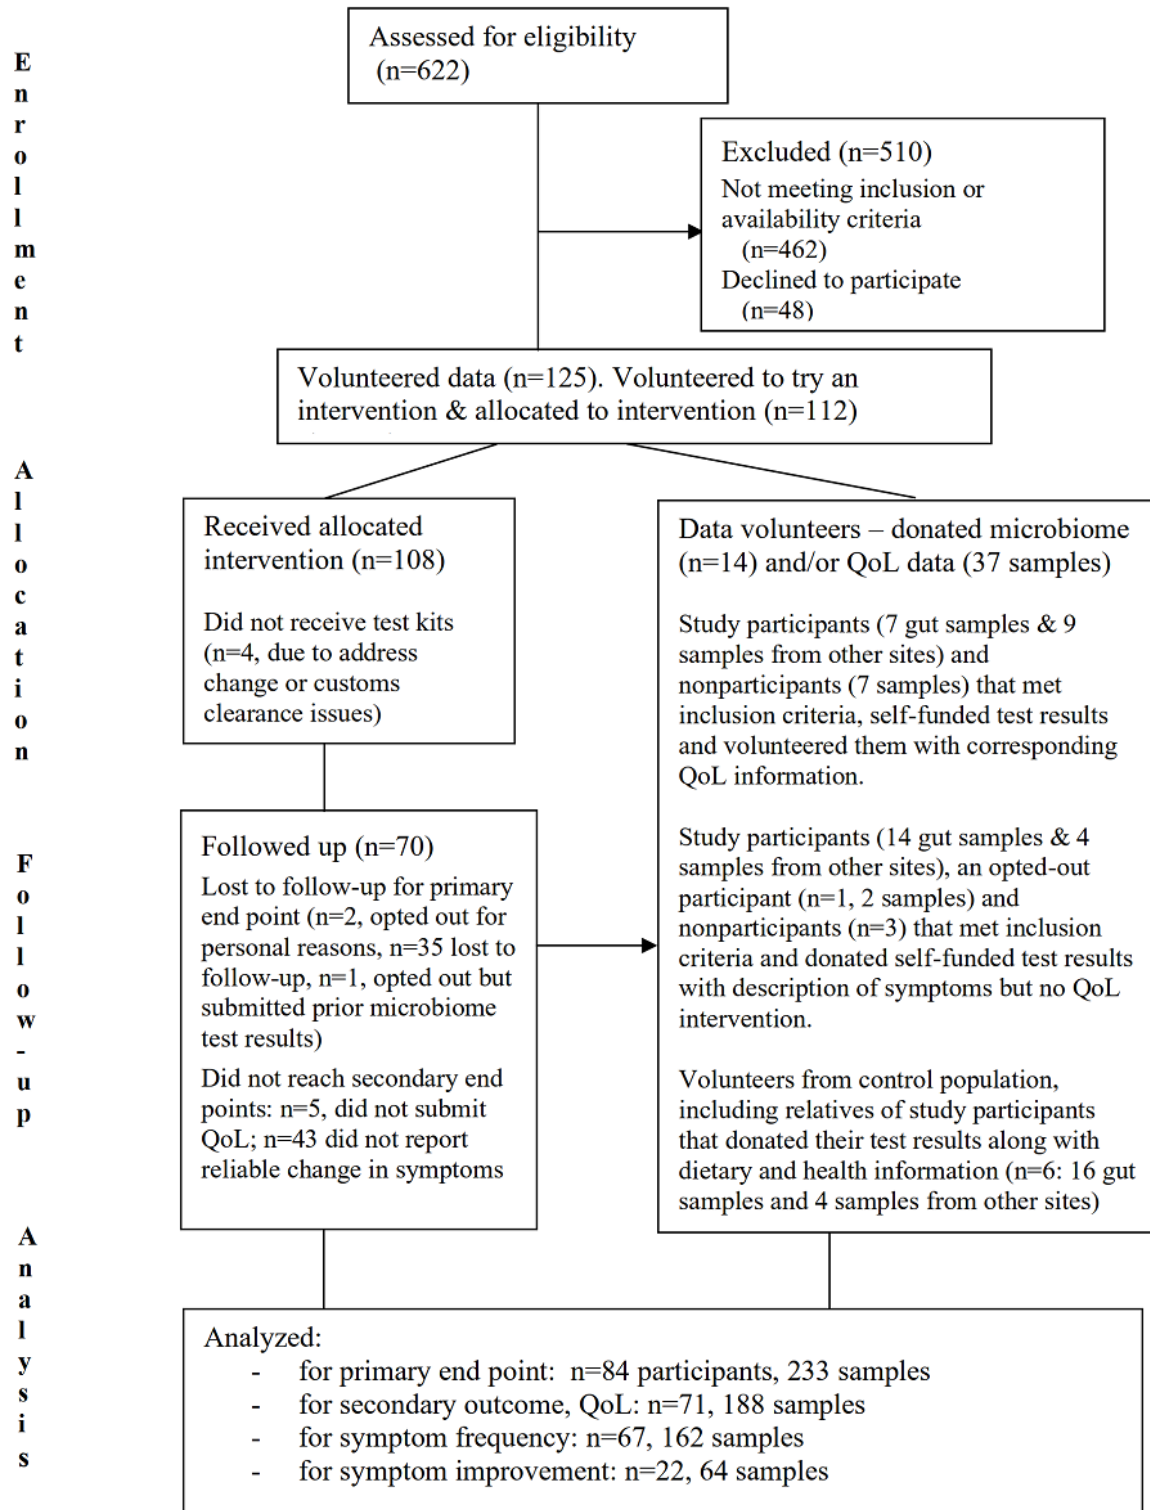 Enrollment
Assessed for eligibility
(n=622)
Excluded (n=510)
Not meeting inclusion or
availability criteria
(n=462)
Declined to participate
(n=48)
Volunteered data (n=125). Volunteered to try an
intervention & allocated to intervention (n=112)
Allocation
Received allocated
intervention (n=108)
Did not receive test kits
(n=4, due to address
change or customs
clearance issues)
Data volunteers – donated microbiome
(n=14) and/or QoL data (37 samples)
Study participants (7 gut samples & 9
samples from other sites) and
nonparticipants (7 samples) that met
inclusion criteria, self-funded test results
and volunteered them with corresponding
QoL information.
Study participants (14 gut samples & 4
samples from other sites), an opted-out
participant (n=1, 2 samples) and
nonparticipants (n=3) that met inclusion
criteria and donated self-funded test results
with description of symptoms but no QoL
intervention.
Volunteers from control population,
including relatives of study participants
that donated their test results along with
dietary and health information (n=6: 16 gut
samples and 4 samples from other sites)
Follow-up
Followed up (n=70)
Lost to follow-up for primary
end point (n=2, opted out for
personal reasons, n=35 lost to
follow-up, n=1, opted out but
submitted prior microbiome
test results)
Did not reach secondary end
points: n=5, did not submit
QoL; n=43 did not report
reliable change in symptoms
Analysis
Analyzed:
- for primary end point: n=84 participants, 233 samples
- for secondary outcome, QoL: n=71, 188 samples
- for symptom frequency: n=67, 162 samples
- for symptom improvement: n=22, 64 samples